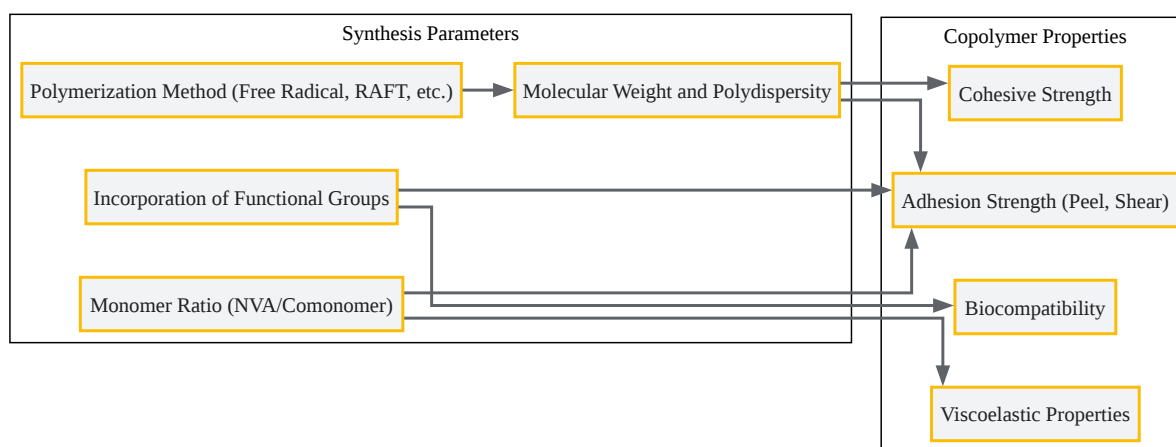 Synthesis Parameters
Polymerization Method (Free Radical, RAFT, etc.)
Molecular Weight and Polydispersity
Incorporation of Functional Groups
Monomer Ratio (NVA/Comonomer)
Copolymer Properties
Cohesive Strength
Adhesion Strength (Peel, Shear)
Biocompatibility
Viscoelastic Properties